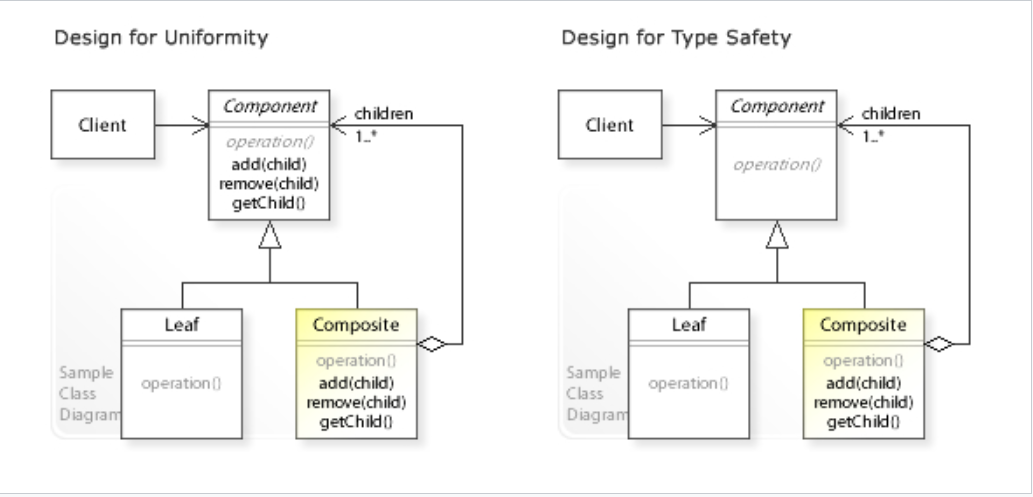 Design for Uniformity
Client
Component
operation()
add(child)
remove(child)
getChild()
children
1..*
Leaf
operation()
Composite
operation()
add(child)
remove(child)
getChild()
Sample
Class
Diagram
Design for Type Safety
Client
Component
operation()
children
1..*
Leaf
operation()
Composite
operation()
add(child)
remove(child)
getChild()
Sample
Class
Diagram